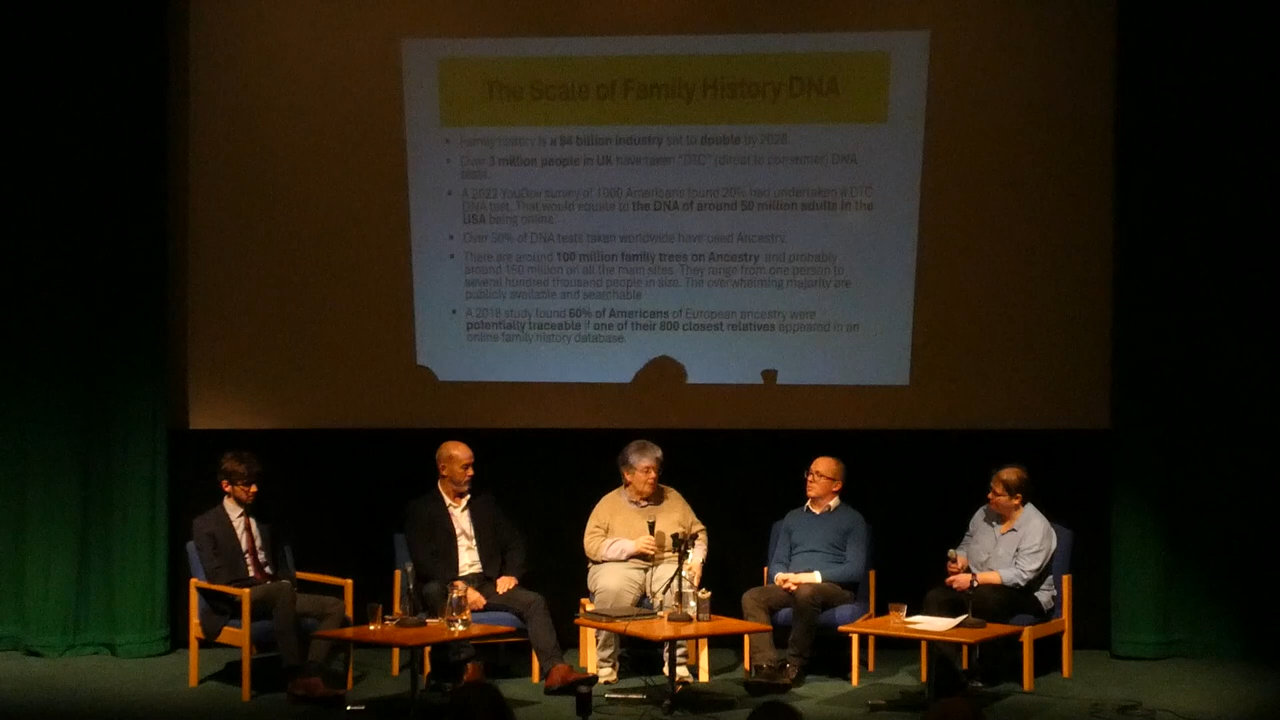 The Scale of Family History DNA
Family history is a $4 billion industry set to double by 2028
Over 3 million people in UK have taken "DTC" (direct to consumer) DNA
tests.
A 2022 YouGov survey of 1000 Americans found 20% had undertaken a DTC
DNA test. That would equate to the DNA of around 50 million adults in the
USA being online.
Over 50% of DNA tests taken worldwide have used Ancestry.
There are around 100 million family trees on Ancestry and probably
around 150 million on all the main sites. They range from one person to
several hundred thousand people in size. The overwhelming majority are
publicly available and searchable
A 2018 study found 60% of Americans of European ancestry were
potentially traceable if one of their 800 closest relatives appeared in an
online family history database.